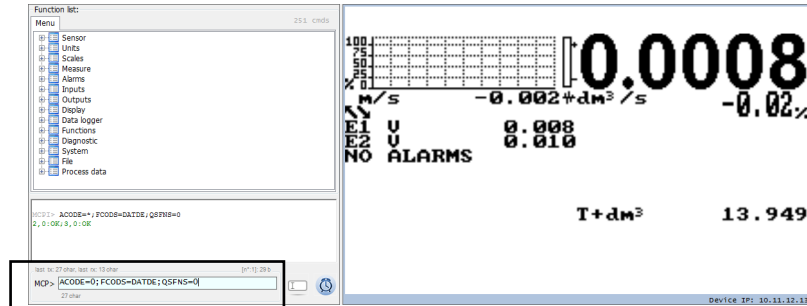 Function list:
Menu
251 cmds
Sensor
Units
Scales
Measure
Alarms
Inputs
Outputs
Display
Data logger
Functions
Diagnostic
System
File
Process data
MCPI> ACODE=*;FCODS=DATDE;QSFNS=0
2,0:OK;3,0:OK
last tx: 27 char, last rx: 13 char
[n°:1]: 29 b
MCP> ACODE=0;FCODS=DATDE;QSFNS=0
27 char
100
75
50
25
% 0
0.0008
m/s
-0.002*dm³/s
-0.02%
E1 V 0.008
E2 V 0.010
NO ALARMS
T+dm³ 13.949
Device IP: 10.11.12.13